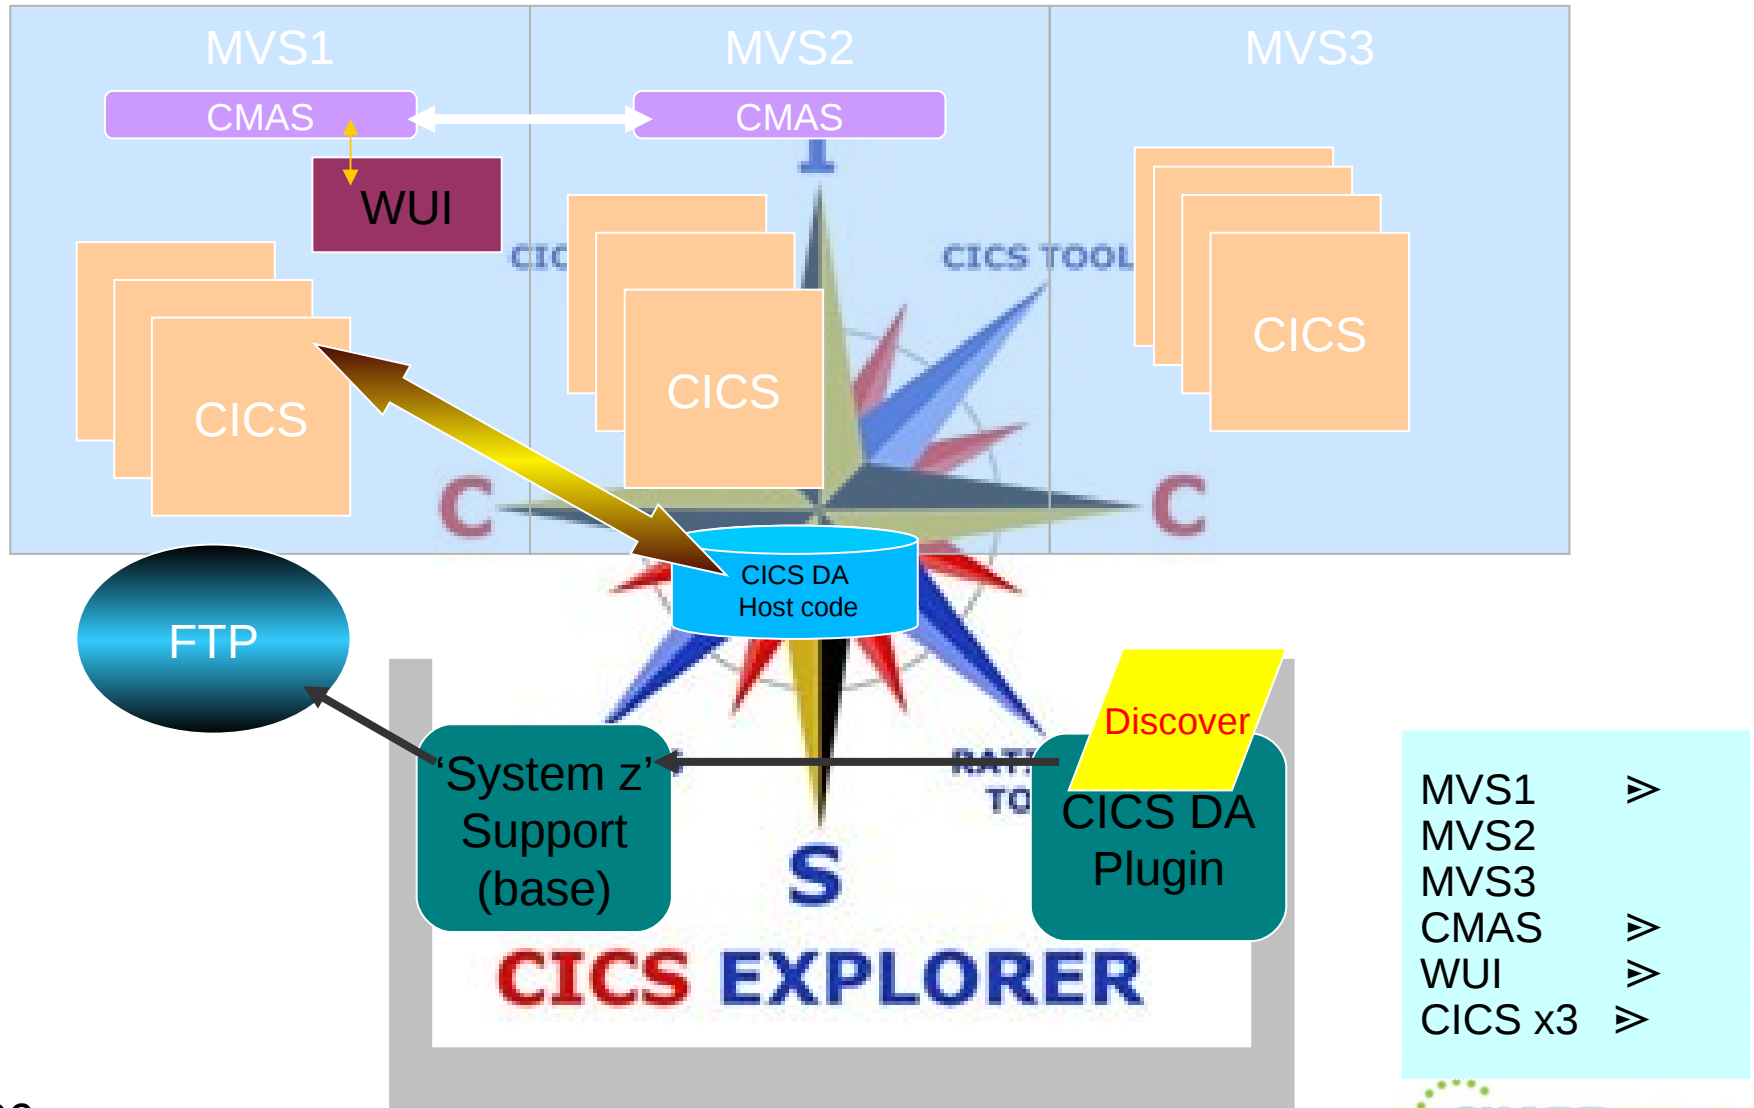 MVS1
MVS2
MVS3
CMAS
CMAS
I
WUI
CICS TOOL
CICS
CICS
CICS
C
C
CICS DA
Host code
FTP
Discover
'System z'
Support
(base)
CICS DA
Plugin
S
CICS EXPLORER
MVS1 ⪢
MVS2
MVS3
CMAS ⪢
WUI ⪢
CICS x3 ⪢